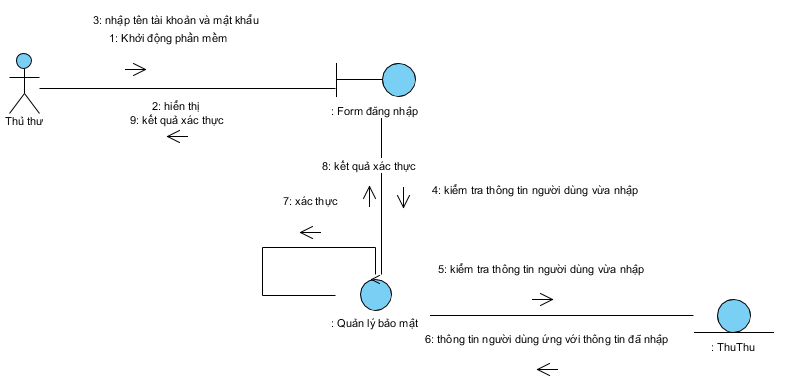 3: nhập tên tài khoản và mật khẩu
1: Khởi động phần mềm
Thủ thư
2: hiển thị
9: kết quả xác thực
: Form đăng nhập
8: kết quả xác thực
7: xác thực
4: kiểm tra thông tin người dùng vừa nhập
5: kiểm tra thông tin người dùng vừa nhập
: Quản lý bảo mật
6: thông tin người dùng ứng với thông tin đã nhập
: ThuThu